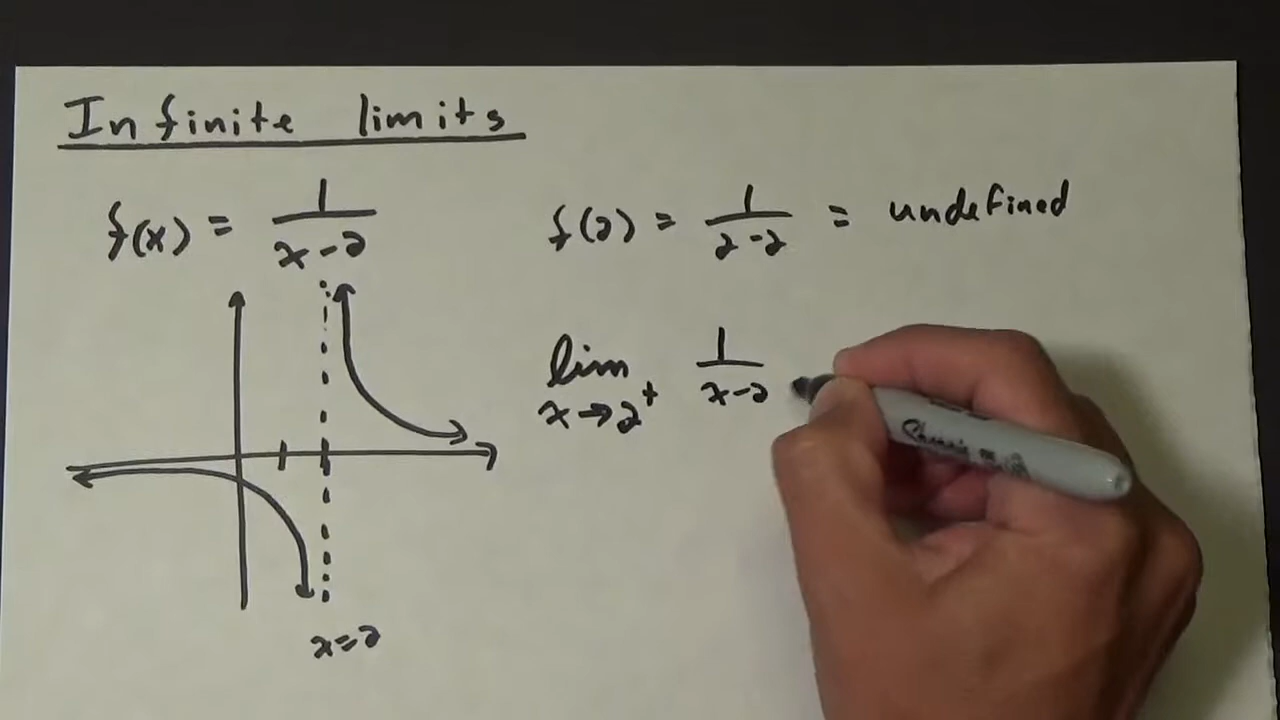 Infinite limits
f(x) = 1/(x-2)
f(2) = 1/(2-2) = undefined
lim x→2⁺ 1/(x-2)
x=2